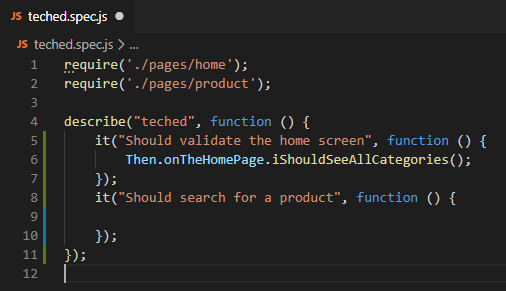 JS teched.spec.js
JS teched.spec.js > ...
1 require('./pages/home');
2 require('./pages/product');
3
4 describe("teched", function () {
5     it("Should validate the home screen", function () {
6         Then.onTheHomePage.iShouldSeeAllCategories();
7     });
8     it("Should search for a product", function () {
9
10     });
11 });
12